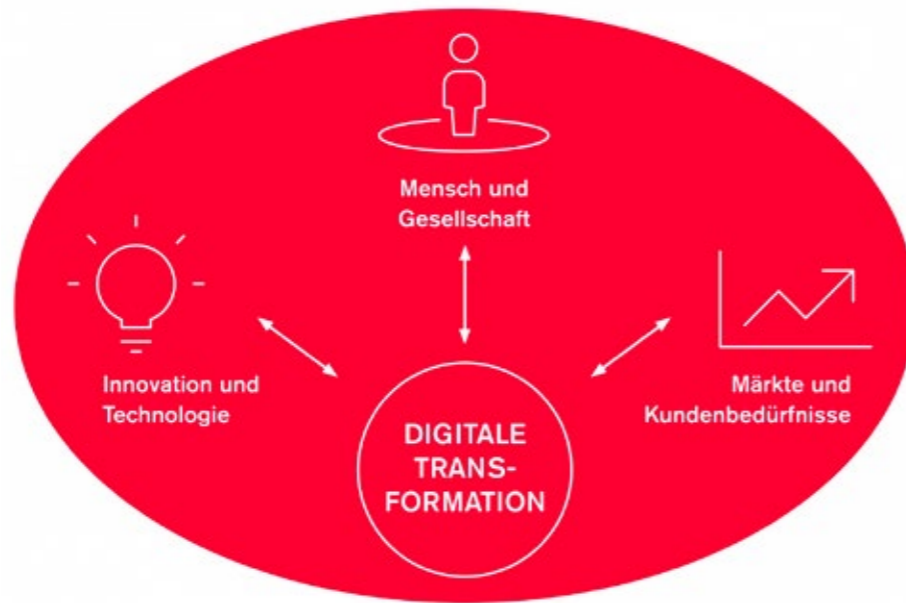 Mensch und
Gesellschaft
Innovation und
Technologie
Märkte und
Kundenbedürfnisse
DIGITALE
TRANS-
FORMATION